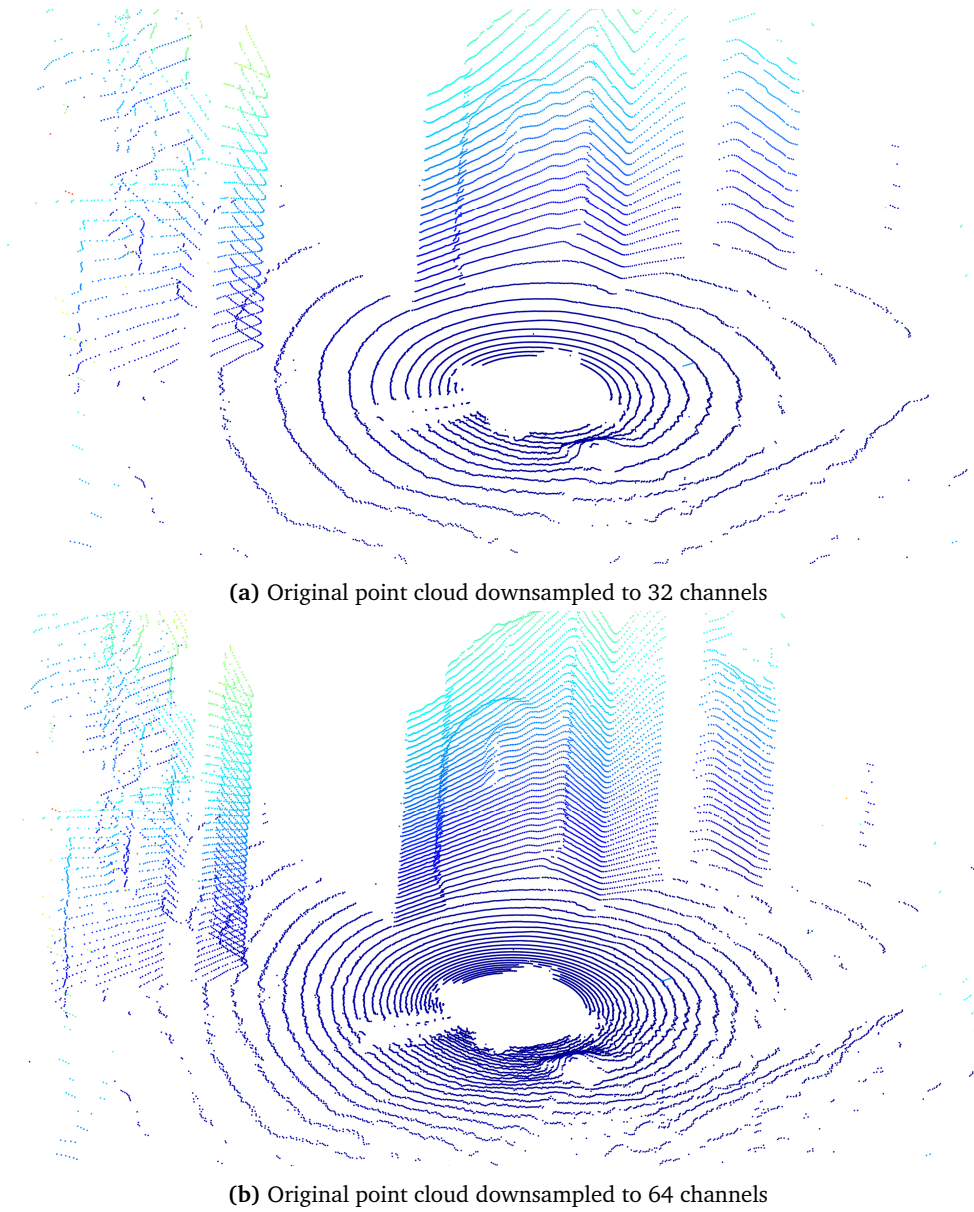 (a) Original point cloud downsampled to 32 channels
(b) Original point cloud downsampled to 64 channels